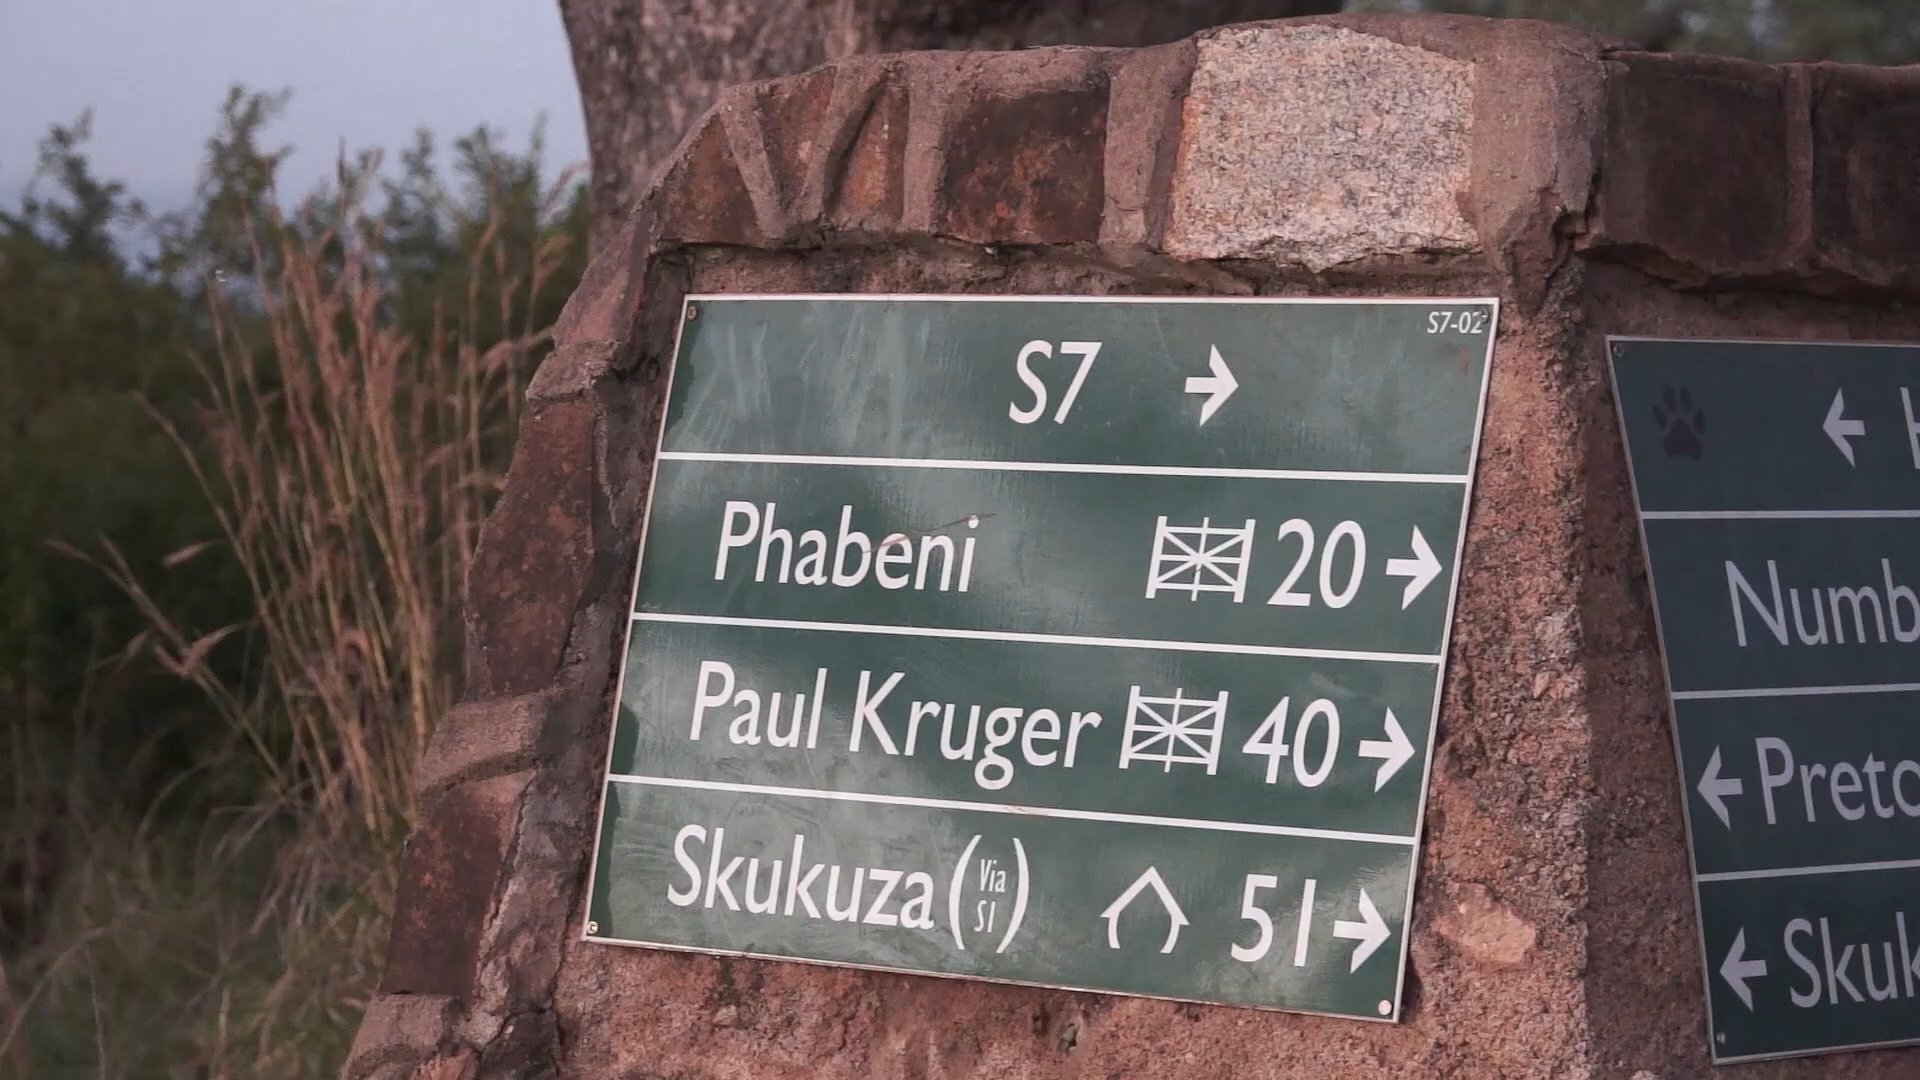 S7-02
S7
Phabeni 20
Paul Kruger 40
Skukuza (Via S1) 51